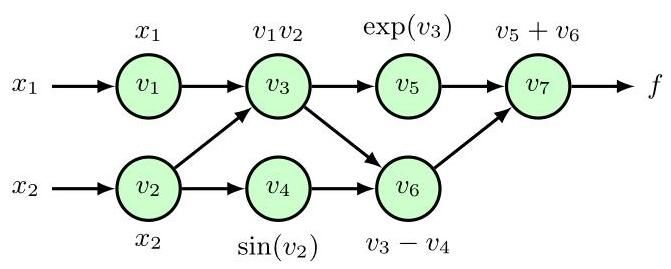 x₁ v₁v₂ exp(v₃) v₅ + v₆
x₁ v₁ v₃ v₅ v₇ f
x₂ v₂ v₄ v₆
x₂ sin(v₂) v₃ − v₄